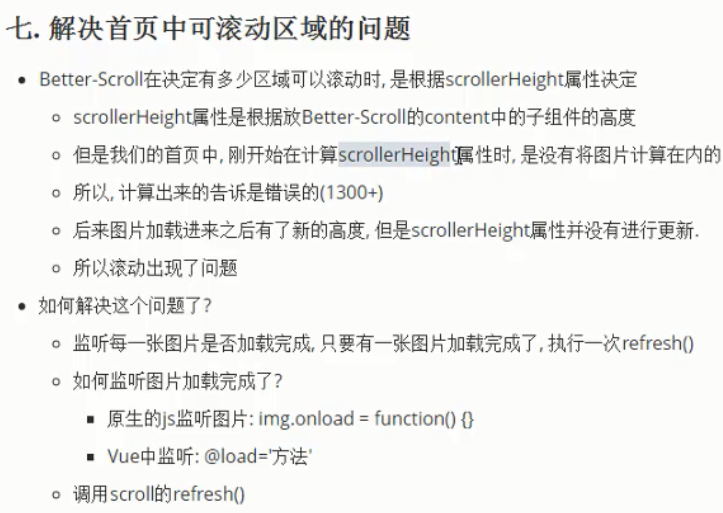 七. 解决首页中可滚动区域的问题
Better-Scroll在决定有多少区域可以滚动时, 是根据scrollerHeight属性决定
scrollerHeight属性是根据放Better-Scroll的content中的子组件的高度
但是我们的首页中, 刚开始在计算scrollerHeight属性时, 是没有将图片计算在内的
所以, 计算出来的告诉是错误的(1300+)
后来图片加载进来之后有了新的高度, 但是scrollerHeight属性并没有进行更新.
所以滚动出现了问题
如何解决这个问题了?
监听每一张图片是否加载完成, 只要有一张图片加载完成了, 执行一次refresh()
如何监听图片加载完成了?
原生的js监听图片: img.onload = function() {}
Vue中监听: @load='方法'
调用scroll的refresh()